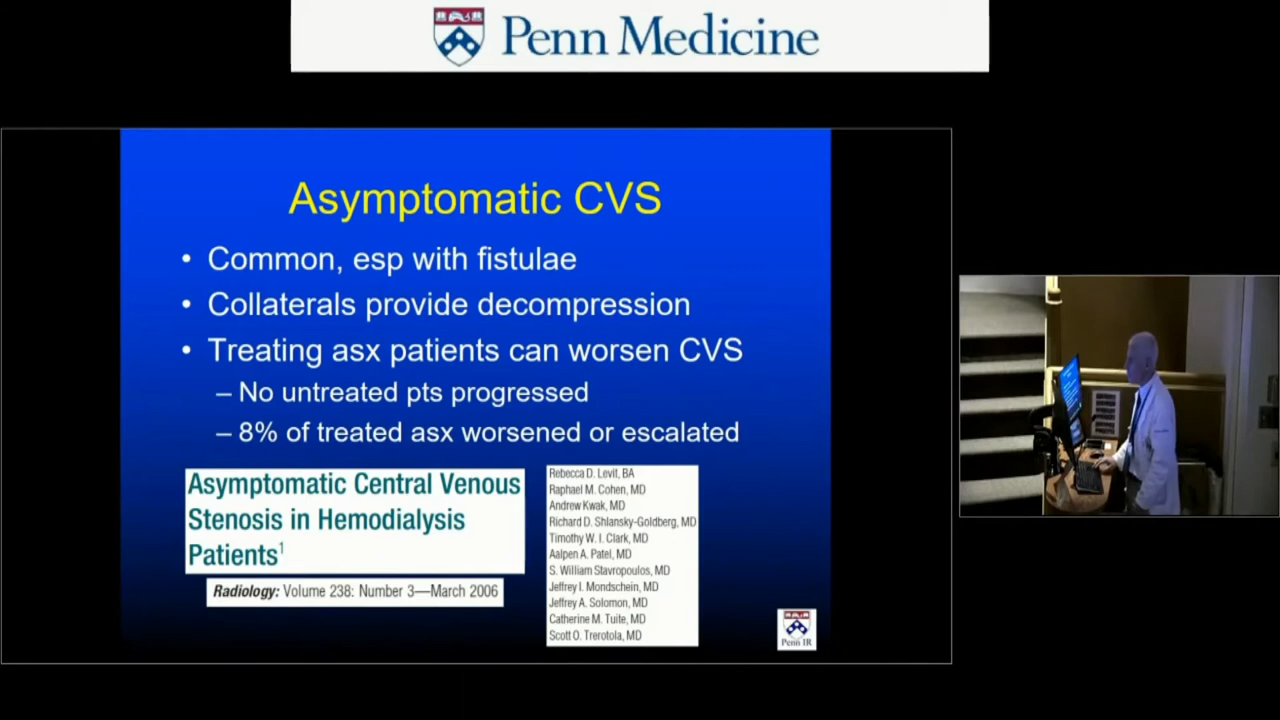 Penn Medicine
Asymptomatic CVS
• Common, esp with fistulae
• Collaterals provide decompression
• Treating asx patients can worsen CVS
– No untreated pts progressed
– 8% of treated asx worsened or escalated
Asymptomatic Central Venous
Stenosis in Hemodialysis
Patients¹
Radiology: Volume 238: Number 3—March 2006
Rebecca D. Levit, BA
Raphael M. Cohen, MD
Andrew Kwak, MD
Richard D. Shlansky-Goldberg, MD
Timothy W. I. Clark, MD
Aalpen A. Patel, MD
S. William Stavropoulos, MD
Jeffrey I. Mondschein, MD
Jeffrey A. Solomon, MD
Catherine M. Tuite, MD
Scott O. Trerotola, MD
Penn IR